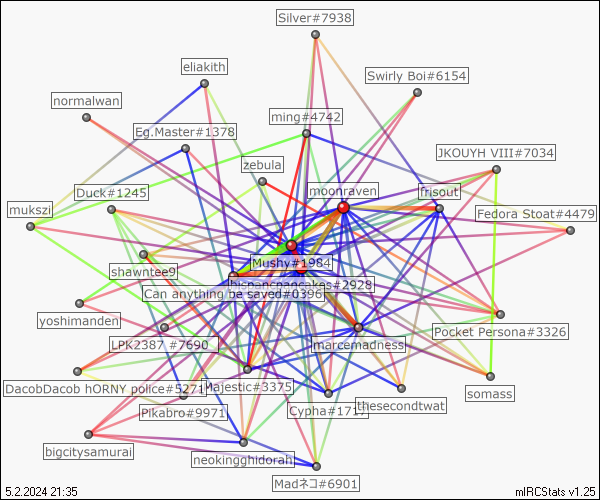 Silver#7938
eliakith
Swirly Boi#6154
normalwan
ming#4742
Eg.Master#1378
JKOUYH VIII#7034
zebula
moonraven
frisout
Duck#1245
mukszi
Fedora Stoat#4479
Mushy#1984
shawntee9
hispanicpancakes#2928
Can anything be saved#0396
yoshimanden
Pocket Persona#3326
LPK2387 #7690
marcemadness
DacobDacob hORNY police#5271
Majestic#3375
somass
Pikabro#9971
Cypha#1717
thesecondtwat
bigcitysamurai
neokingghidorah
Madネコ#6901
5.2.2024 21:35
mIRCStats v1.25